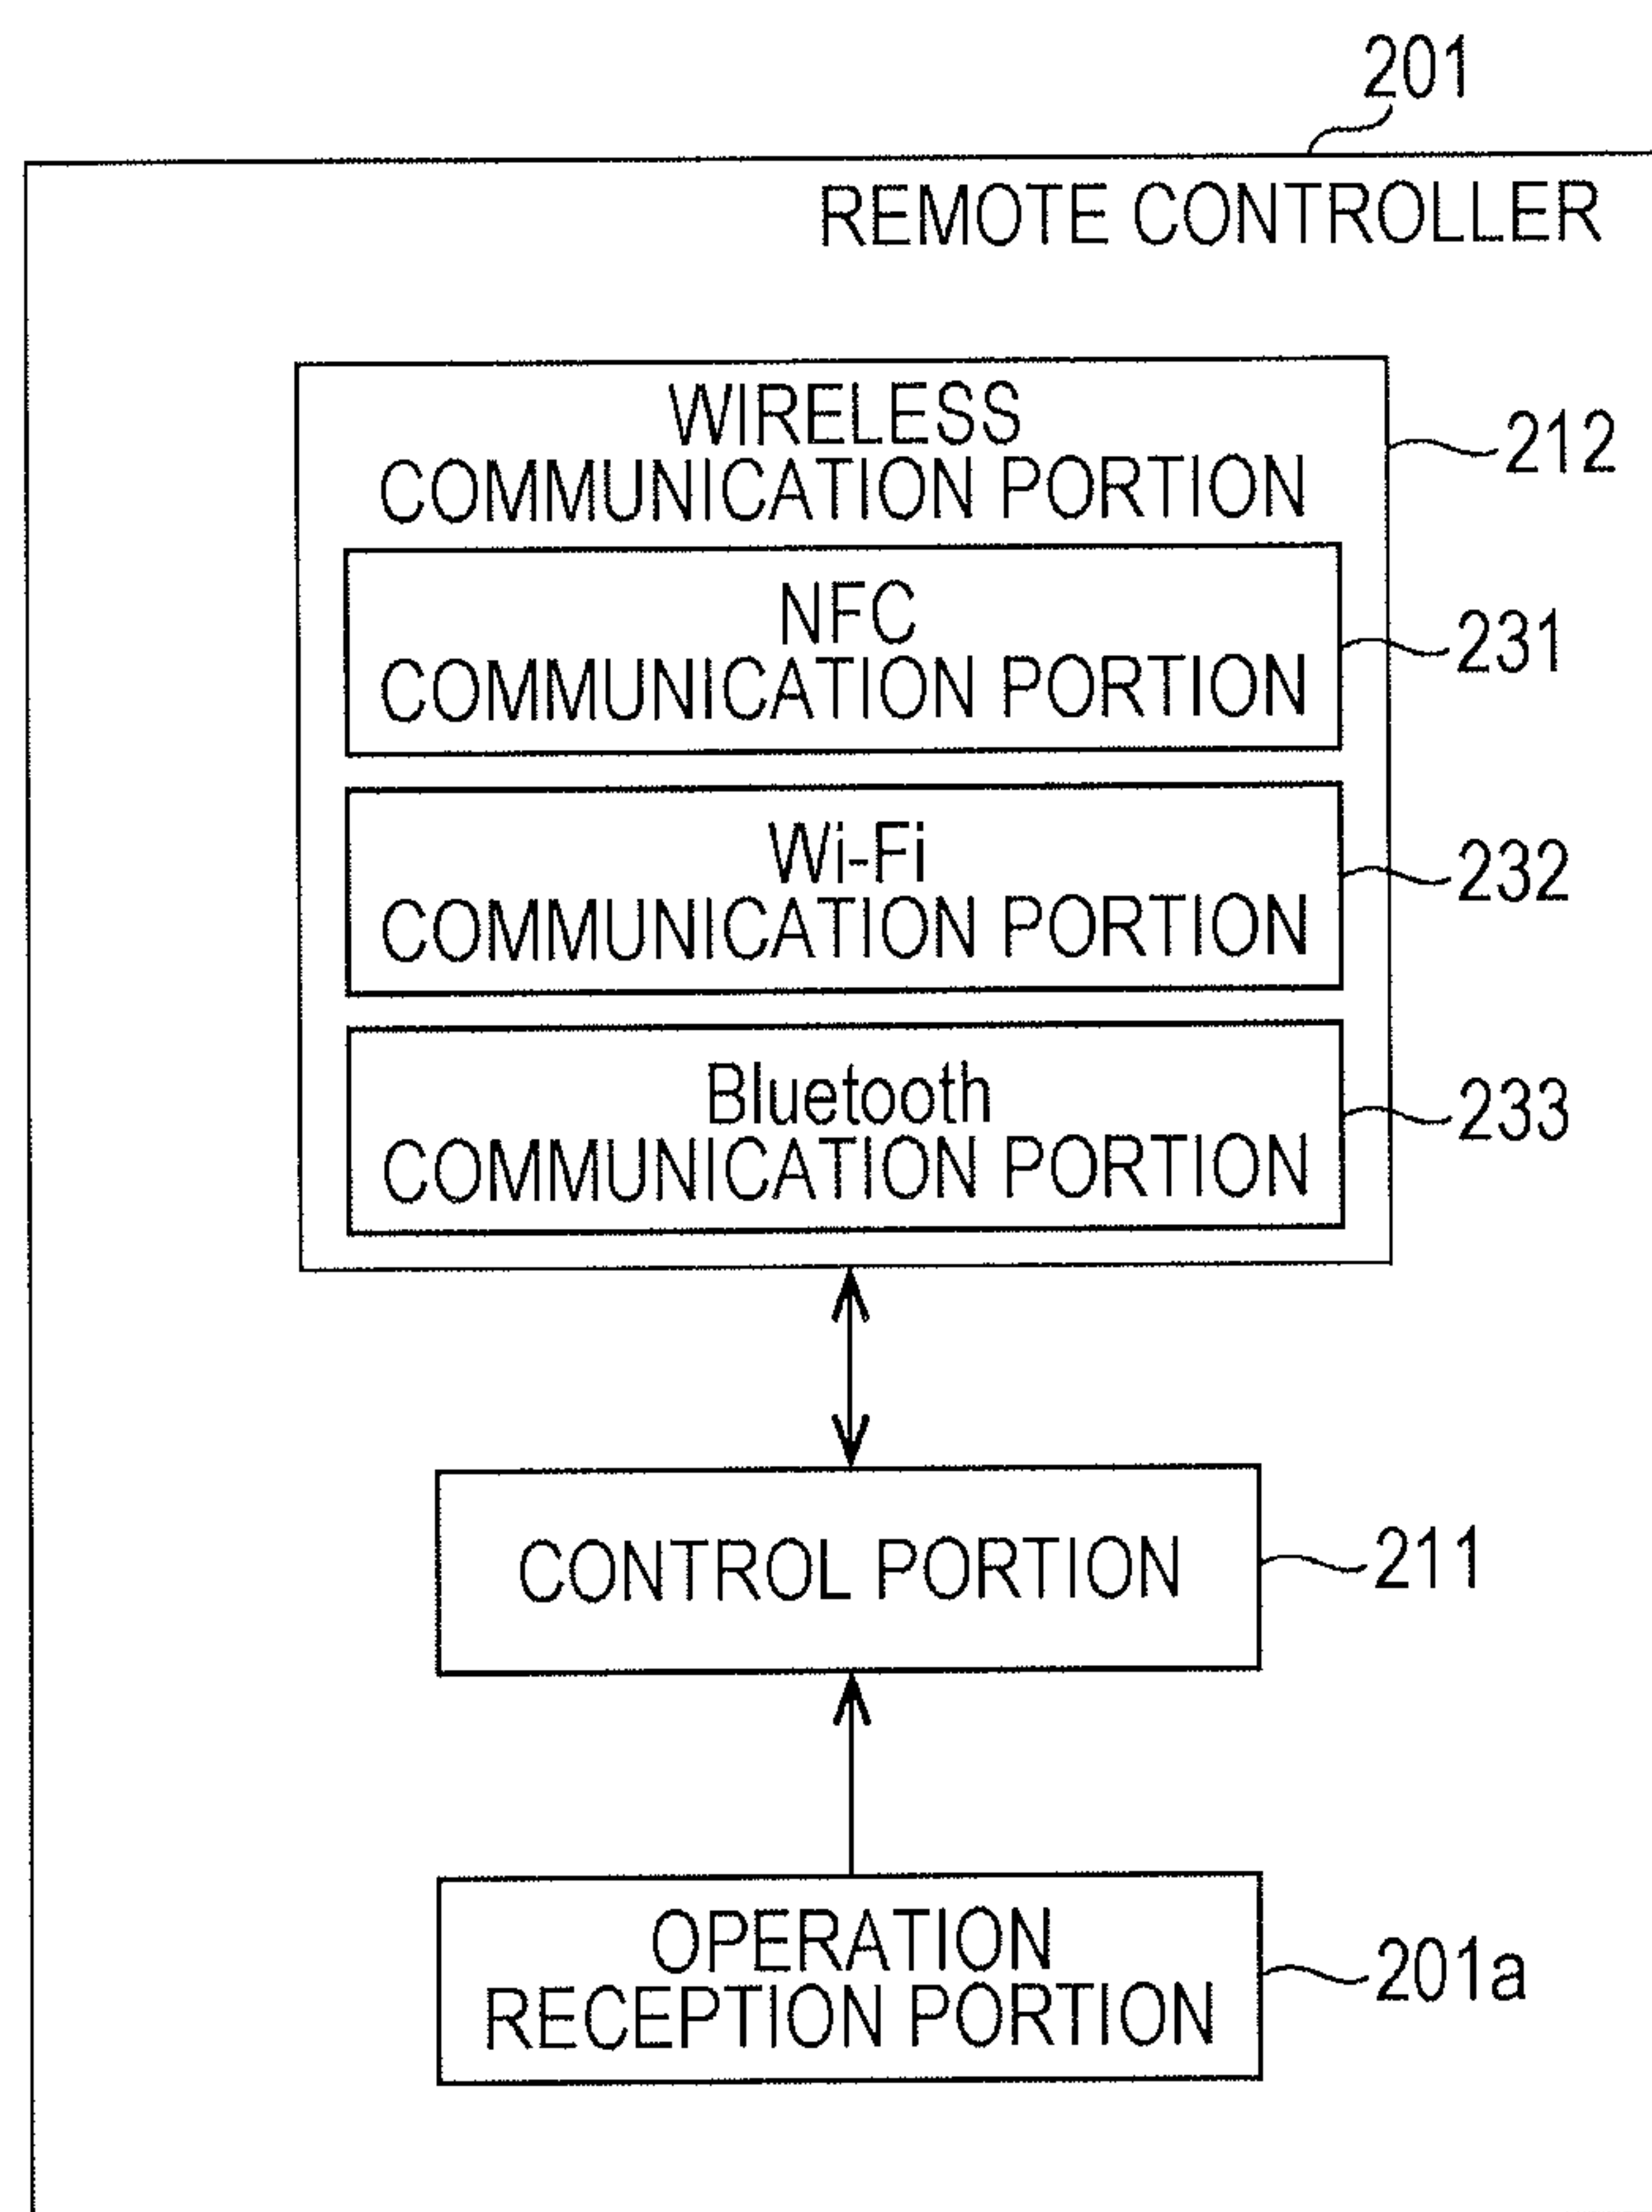 201
REMOTE CONTROLLER
WIRELESS
COMMUNICATION PORTION
212
NFC
COMMUNICATION PORTION
231
Wi-Fi
COMMUNICATION PORTION
232
Bluetooth
COMMUNICATION PORTION
233
CONTROL PORTION
211
OPERATION
RECEPTION PORTION
201a